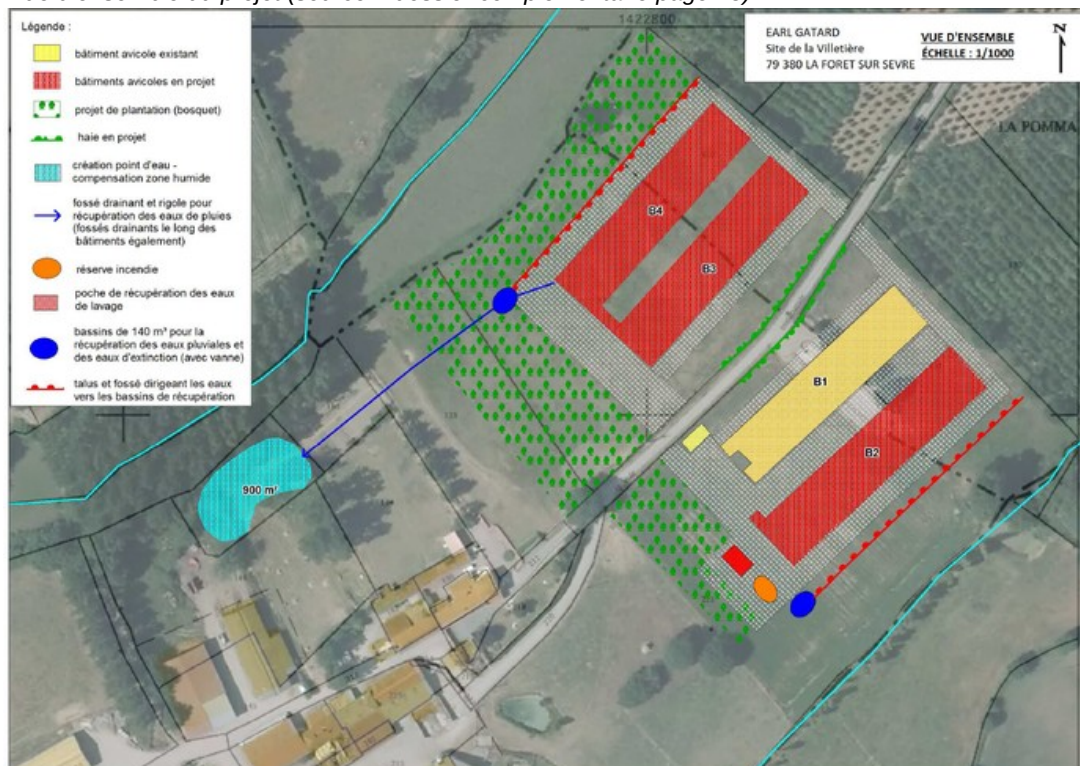 1422800
Légende :
bâtiment avicole existant
bâtiments avicoles en projet
projet de plantation (bosquet)
haie en projet
création point d'eau -
compensation zone humide
fossé drainant et rigole pour
récupération des eaux de pluies
(fossés drainants le long des
bâtiments également)
réserve incendie
poche de récupération des eaux
de lavage
bassins de 140 m³ pour la
récupération des eaux pluviales et
des eaux d'extinction (avec vanne)
talus et fossé dirigeant les eaux
vers les bassins de récupération
EARL GATARD
Site de la Villetière
79 380 LA FORET SUR SEVRE
VUE D'ENSEMBLE
ÉCHELLE : 1/1000
N
LA POMMA
B4
B3
B1
B2
900 m²